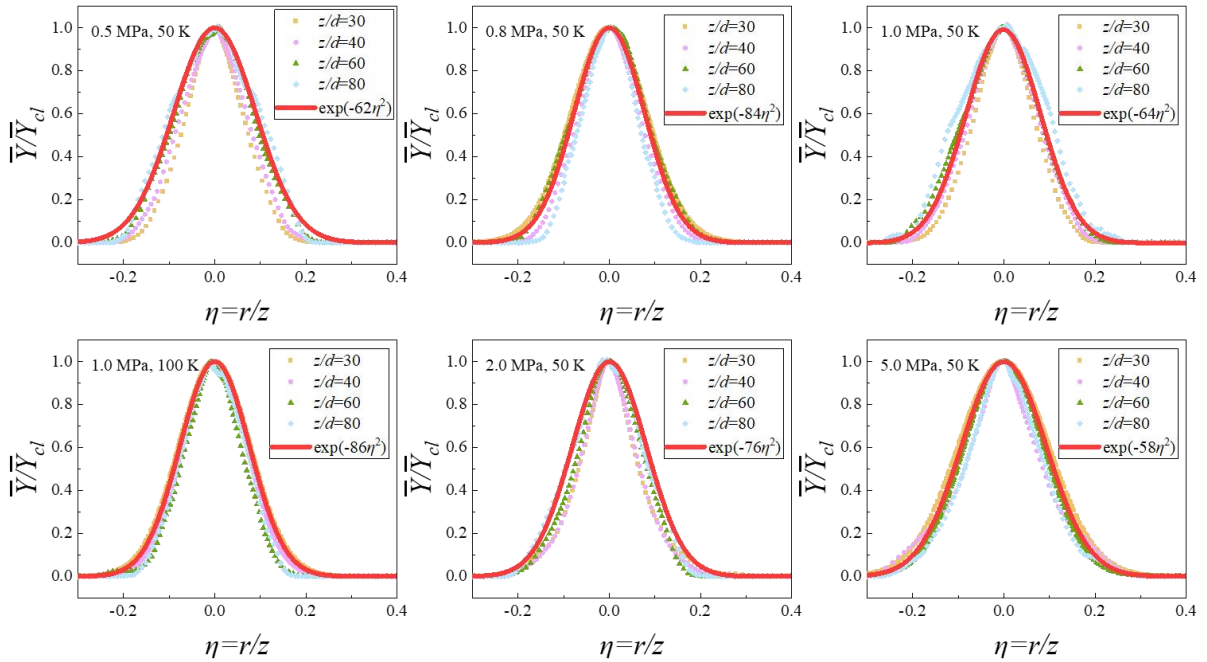 0.5 MPa, 50 K
z/d=30
z/d=40
z/d=60
z/d=80
exp(-62η²)
1.0
0.8
0.6
0.4
0.2
0.0
Y̅/Y̅cl
-0.2
0.0
0.2
0.4
η=r/z
0.8 MPa, 50 K
z/d=30
z/d=40
z/d=60
z/d=80
exp(-84η²)
1.0
0.8
0.6
0.4
0.2
0.0
Y̅/Y̅cl
-0.2
0.0
0.2
0.4
η=r/z
1.0 MPa, 50 K
z/d=30
z/d=40
z/d=60
z/d=80
exp(-64η²)
1.0
0.8
0.6
0.4
0.2
0.0
Y̅/Y̅cl
-0.2
0.0
0.2
0.4
η=r/z
1.0 MPa, 100 K
z/d=30
z/d=40
z/d=60
z/d=80
exp(-86η²)
1.0
0.8
0.6
0.4
0.2
0.0
Y̅/Y̅cl
-0.2
0.0
0.2
0.4
η=r/z
2.0 MPa, 50 K
z/d=30
z/d=40
z/d=60
z/d=80
exp(-76η²)
1.0
0.8
0.6
0.4
0.2
0.0
Y̅/Y̅cl
-0.2
0.0
0.2
0.4
η=r/z
5.0 MPa, 50 K
z/d=30
z/d=40
z/d=60
z/d=80
exp(-58η²)
1.0
0.8
0.6
0.4
0.2
0.0
Y̅/Y̅cl
-0.2
0.0
0.2
0.4
η=r/z